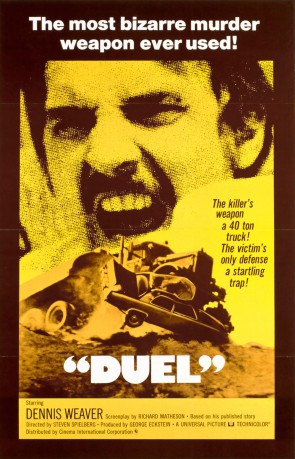 The most bizarre murder
weapon ever used!
The killer's
weapon
a 40 ton
truck!
The victim's
only defense
a startling
trap!
“DUEL”
Starring
DENNIS WEAVER Screenplay by RICHARD MATHESON • Based on his published story
Directed by STEVEN SPIELBERG • Produced by GEORGE ECKSTEIN • A UNIVERSAL PICTURE TECHNICOLOR®
Distributed by Cinema International Corporation